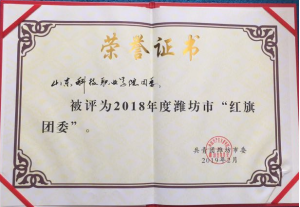 荣誉证书
山东科技职业学院团委：
被评为2018年度潍坊市“红旗
团委”。
共青团潍坊市委
2019年2月